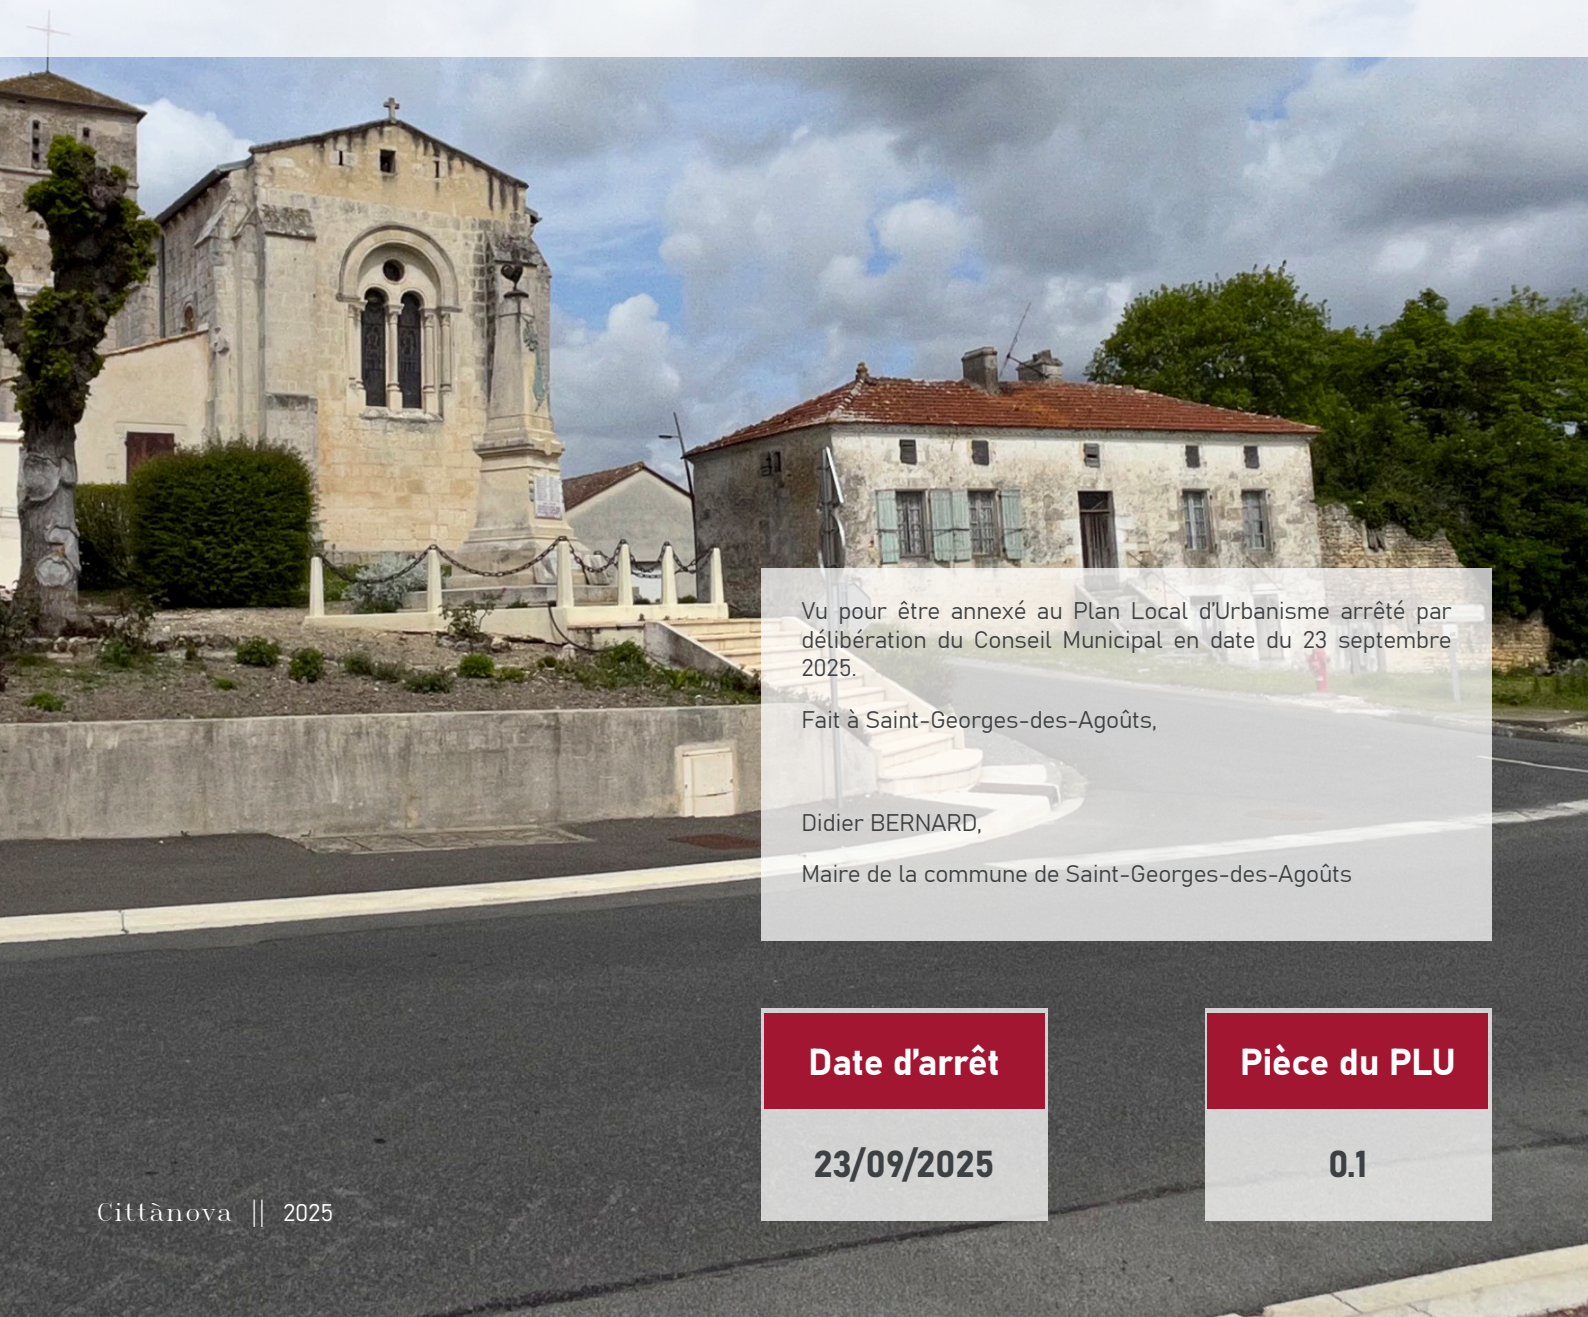 Vu pour être annexé au Plan Local d’Urbanisme arrêté par
délibération du Conseil Municipal en date du 23 septembre
2025.
Fait à Saint-Georges-des-Agoûts,
Didier BERNARD,
Maire de la commune de Saint-Georges-des-Agoûts
Date d’arrêt
Pièce du PLU
23/09/2025
0.1
Cittànova || 2025